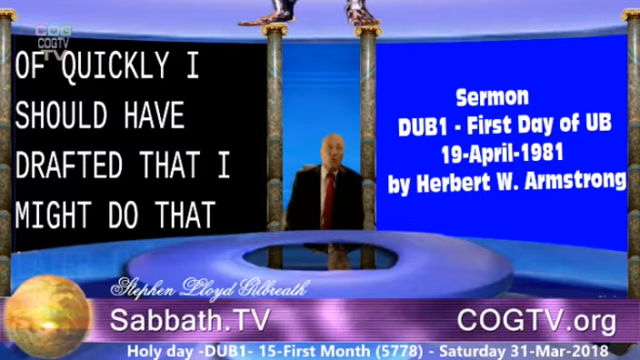 COG
COGTV
TV
OF QUICKLY I
SHOULD HAVE
DRAFTED THAT I
MIGHT DO THAT
Sermon
DUB1 - First Day of UB
19-April-1981
by Herbert W. Armstrong
Stephen Lloyd Gilbreath
Sabbath.TV
COGTV.org
Holy day -DUB1- 15-First Month (5778) - Saturday 31-Mar-2018